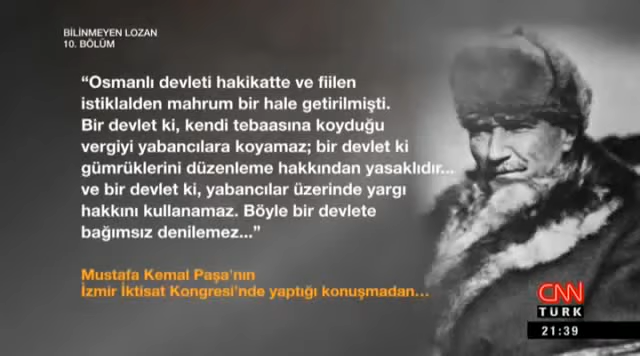 BİLİNMEYEN LOZAN
10. BÖLÜM
“Osmanlı devleti hakikatte ve fiilen
istiklalden mahrum bir hale getirilmişti.
Bir devlet ki, kendi tebaasına koyduğu
vergiyi yabancılara koyamaz; bir devlet ki
gümrüklerini düzenleme hakkından yasaklıdır...
ve bir devlet ki, yabancılar üzerinde yargı
hakkını kullanamaz. Böyle bir devlete
bağımsız denilemez...”
Mustafa Kemal Paşa'nın
İzmir İktisat Kongresi'nde yaptığı konuşmadan...
CNN
TÜRK
21:39